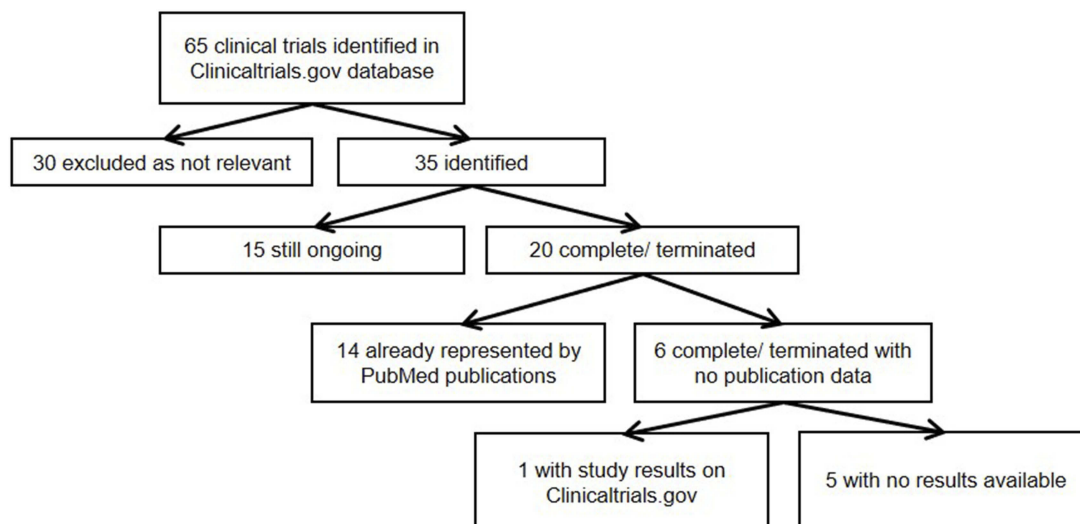 65 clinical trials identified in
Clinicaltrials.gov database
30 excluded as not relevant
35 identified
15 still ongoing
20 complete/ terminated
14 already represented by
PubMed publications
6 complete/ terminated with
no publication data
1 with study results on
Clinicaltrials.gov
5 with no results available